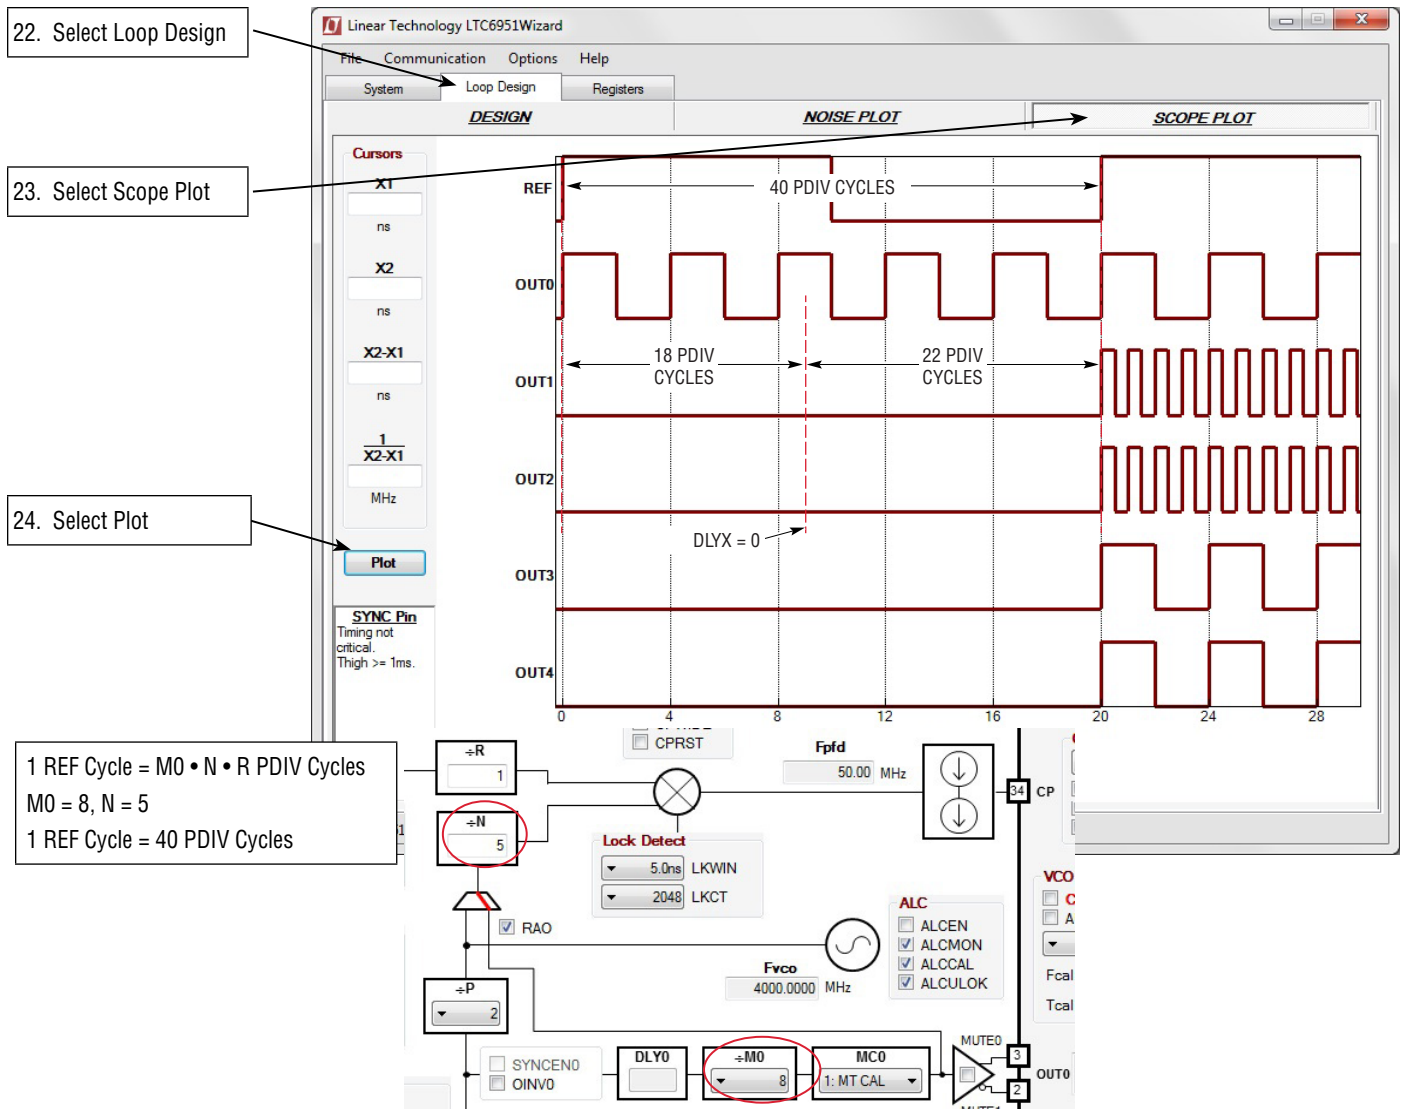 22. Select Loop Design
Linear Technology LTC6951Wizard
File Communication Options Help
System Loop Design Registers
DESIGN NOISE PLOT SCOPE PLOT
23. Select Scope Plot
Cursors
X1
ns
X2
ns
X2-X1
ns
1
X2-X1
MHz
24. Select Plot
Plot
SYNC Pin
Timing not
critical.
Thigh >= 1ms.
REF
40 PDIV CYCLES
OUT0
18 PDIV
CYCLES
22 PDIV
CYCLES
OUT1
OUT2
DLYX = 0
OUT3
OUT4
0 4 8 12 16 20 24 28
1 REF Cycle = M0 • N • R PDIV Cycles
M0 = 8, N = 5
1 REF Cycle = 40 PDIV Cycles
÷R
1
CPRST
Fpfd
50.00 MHz
34 CP
÷N
5
Lock Detect
5.0ns LKWIN
2048 LKCT
RAO
ALC
ALCEN
ALCMON
ALCCAL
ALCULOK
Fvco
4000.0000 MHz
VCO
C
A
Fcal
Tcal
÷P
2
SYNCEN0
OINV0
DLY0
÷M0
8
MC0
1: MT CAL
MUTE0
3
OUT0
2
MUTE1